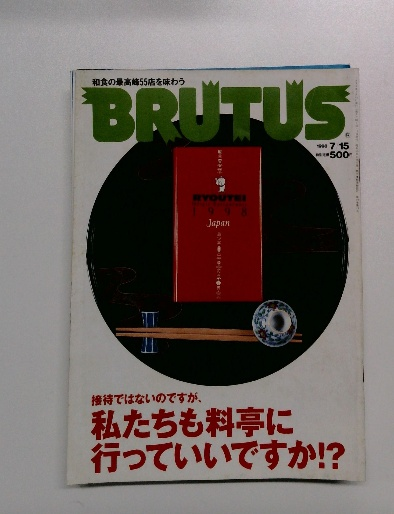 和食の最高峰55店を味わう
BRUTUS
1998 7 15
500
RYOUTEI
1998
Japan
接待ではないのですが、
私たちも料亭に
行っていいですか!?